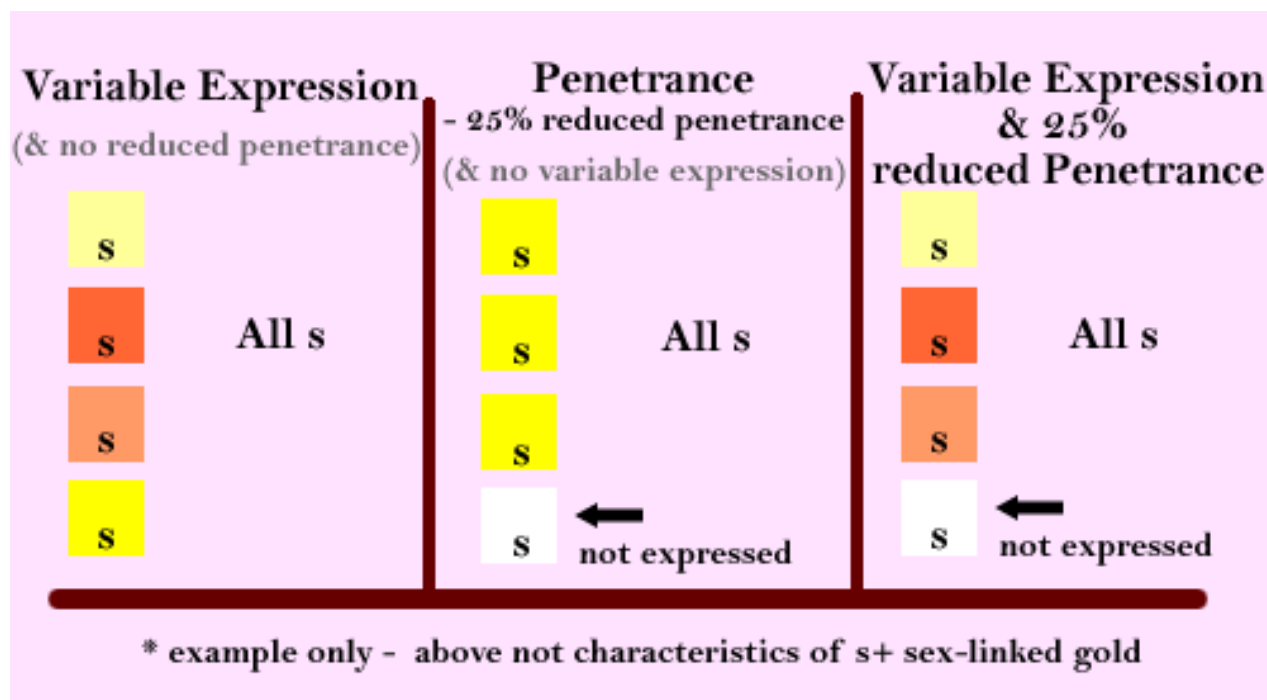 Variable Expression
(& no reduced penetrance)
s
s
All s
s
s
Penetrance
- 25% reduced penetrance
(& no variable expression)
s
s
All s
s
s
not expressed
Variable Expression
& 25%
reduced Penetrance
s
s
All s
s
s
not expressed
* example only - above not characteristics of s+ sex-linked gold